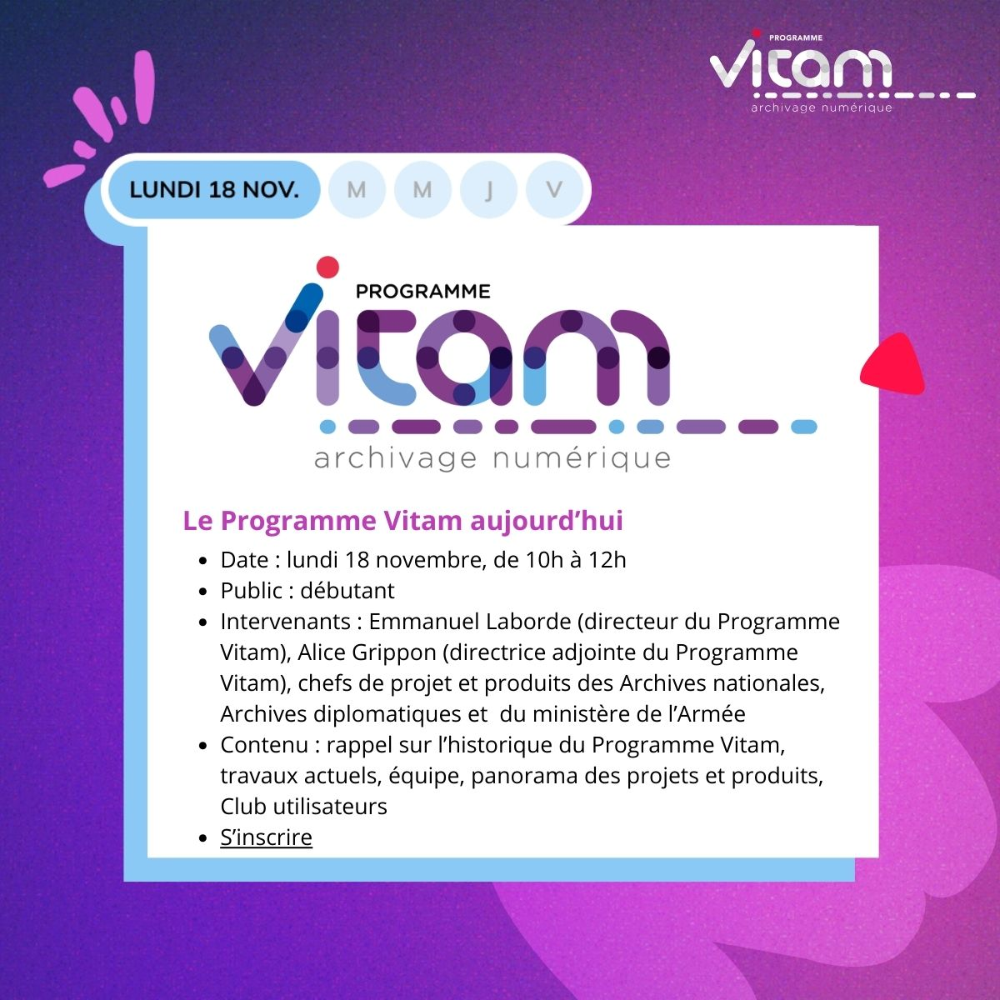 PROGRAMME
Vitam
archivage numérique
LUNDI 18 NOV. M M J V
PROGRAMME
Vitam
archivage numérique
Le Programme Vitam aujourd’hui
• Date : lundi 18 novembre, de 10h à 12h
• Public : débutant
• Intervenants : Emmanuel Laborde (directeur du Programme
Vitam), Alice Grippon (directrice adjointe du Programme
Vitam), chefs de projet et produits des Archives nationales,
Archives diplomatiques et  du ministère de l’Armée
• Contenu : rappel sur l’historique du Programme Vitam,
travaux actuels, équipe, panorama des projets et produits,
Club utilisateurs
• S’inscrire